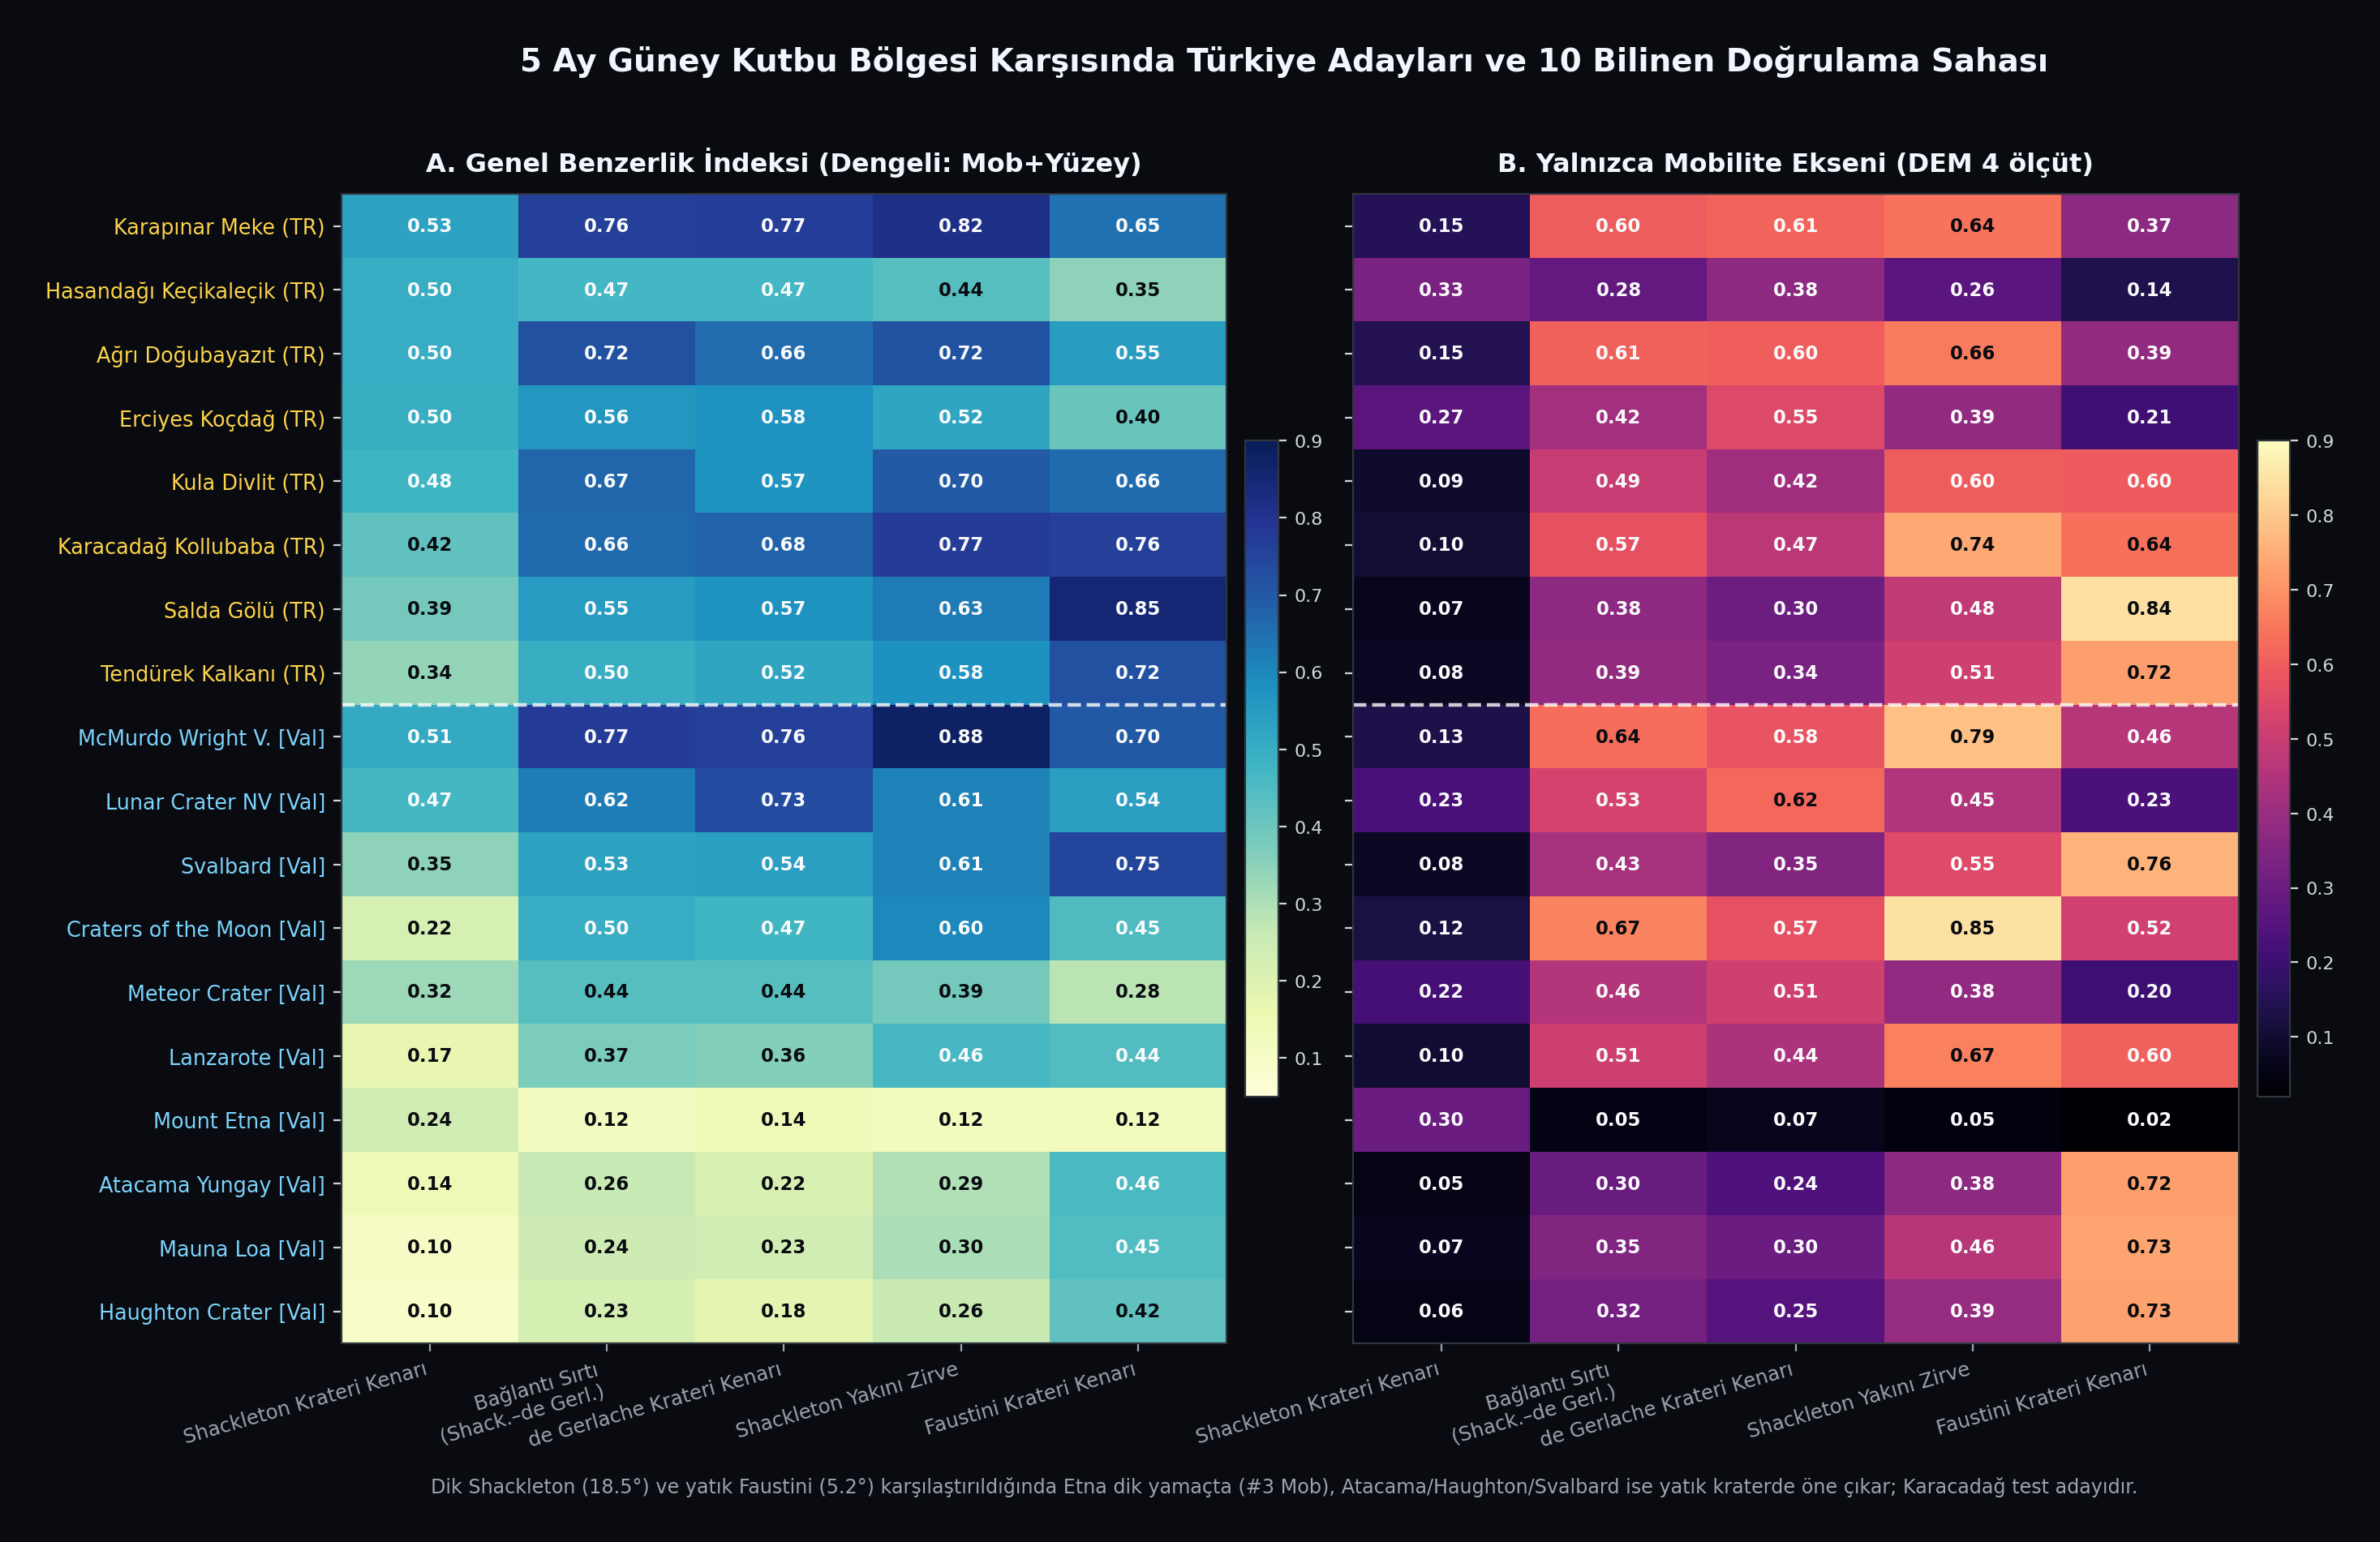 5 Ay Güney Kutbu Bölgesi Karşısında Türkiye Adayları ve 10 Bilinen Doğrulama Sahası
A. Genel Benzerlik İndeksi (Dengeli: Mob+Yüzey)
Karapınar Meke (TR) 0.53 0.76 0.77 0.82 0.65
Hasandağı Keçikaleçik (TR) 0.50 0.47 0.47 0.44 0.35
Ağrı Doğubayazıt (TR) 0.50 0.72 0.66 0.72 0.55
Erciyes Koçdağ (TR) 0.50 0.56 0.58 0.52 0.40
Kula Divlit (TR) 0.48 0.67 0.57 0.70 0.66
Karacadağ Kollubaba (TR) 0.42 0.66 0.68 0.77 0.76
Salda Gölü (TR) 0.39 0.55 0.57 0.63 0.85
Tendürek Kalkanı (TR) 0.34 0.50 0.52 0.58 0.72
McMurdo Wright V. [Val] 0.51 0.77 0.76 0.88 0.70
Lunar Crater NV [Val] 0.47 0.62 0.73 0.61 0.54
Svalbard [Val] 0.35 0.53 0.54 0.61 0.75
Craters of the Moon [Val] 0.22 0.50 0.47 0.60 0.45
Meteor Crater [Val] 0.32 0.44 0.44 0.39 0.28
Lanzarote [Val] 0.17 0.37 0.36 0.46 0.44
Mount Etna [Val] 0.24 0.12 0.14 0.12 0.12
Atacama Yungay [Val] 0.14 0.26 0.22 0.29 0.46
Mauna Loa [Val] 0.10 0.24 0.23 0.30 0.45
Haughton Crater [Val] 0.10 0.23 0.18 0.26 0.42
Shackleton Krateri Kenarı
Bağlantı Sırtı
(Shack.–de Gerl.)
de Gerlache Krateri Kenarı
Shackleton Yakını Zirve
Faustini Krateri Kenarı
0.9
0.8
0.7
0.6
0.5
0.4
0.3
0.2
0.1
B. Yalnızca Mobilite Ekseni (DEM 4 ölçüt)
0.15 0.60 0.61 0.64 0.37
0.33 0.28 0.38 0.26 0.14
0.15 0.61 0.60 0.66 0.39
0.27 0.42 0.55 0.39 0.21
0.09 0.49 0.42 0.60 0.60
0.10 0.57 0.47 0.74 0.64
0.07 0.38 0.30 0.48 0.84
0.08 0.39 0.34 0.51 0.72
0.13 0.64 0.58 0.79 0.46
0.23 0.53 0.62 0.45 0.23
0.08 0.43 0.35 0.55 0.76
0.12 0.67 0.57 0.85 0.52
0.22 0.46 0.51 0.38 0.20
0.10 0.51 0.44 0.67 0.60
0.30 0.05 0.07 0.05 0.02
0.05 0.30 0.24 0.38 0.72
0.07 0.35 0.30 0.46 0.73
0.06 0.32 0.25 0.39 0.73
Shackleton Krateri Kenarı
Bağlantı Sırtı
(Shack.–de Gerl.)
de Gerlache Krateri Kenarı
Shackleton Yakını Zirve
Faustini Krateri Kenarı
0.9
0.8
0.7
0.6
0.5
0.4
0.3
0.2
0.1
Dik Shackleton (18.5°) ve yatık Faustini (5.2°) karşılaştırıldığında Etna dik yamaçta (#3 Mob), Atacama/Haughton/Svalbard ise yatık kraterde öne çıkar; Karacadağ test adayıdır.